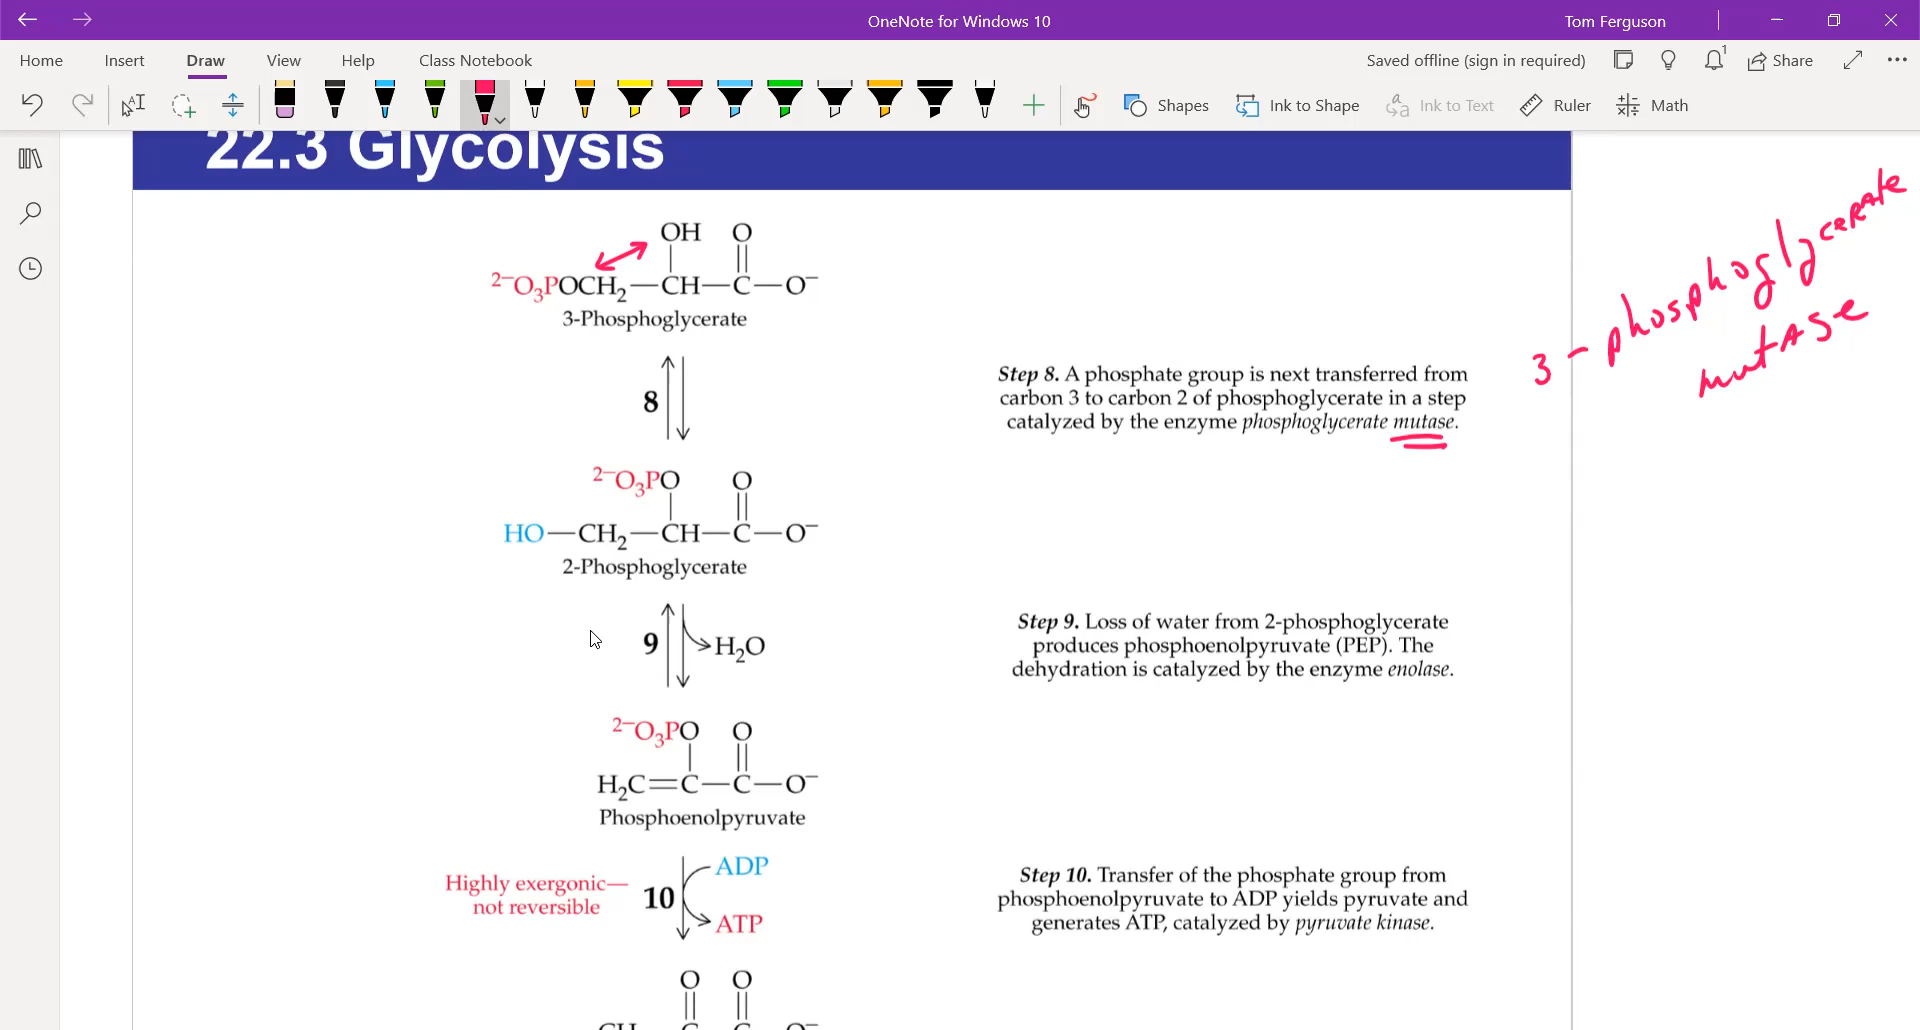 OneNote for Windows 10
Tom Ferguson
Home Insert Draw View Help Class Notebook
Saved offline (sign in required)
1
Share
Shapes
Ink to Shape
Ink to Text
Ruler
Math
22.3 Glycolysis
OH O
2−O3POCH2—CH—C—O−
3-Phosphoglycerate
3 - phosphoglycerate
mutase
8
Step 8. A phosphate group is next transferred from
carbon 3 to carbon 2 of phosphoglycerate in a step
catalyzed by the enzyme phosphoglycerate mutase.
2−O3PO O
HO—CH2—CH—C—O−
2-Phosphoglycerate
9 H2O
Step 9. Loss of water from 2-phosphoglycerate
produces phosphoenolpyruvate (PEP). The
dehydration is catalyzed by the enzyme enolase.
2−O3PO O
H2C=C—C—O−
Phosphoenolpyruvate
Highly exergonic—
not reversible
10
ADP
ATP
Step 10. Transfer of the phosphate group from
phosphoenolpyruvate to ADP yields pyruvate and
generates ATP, catalyzed by pyruvate kinase.
O O